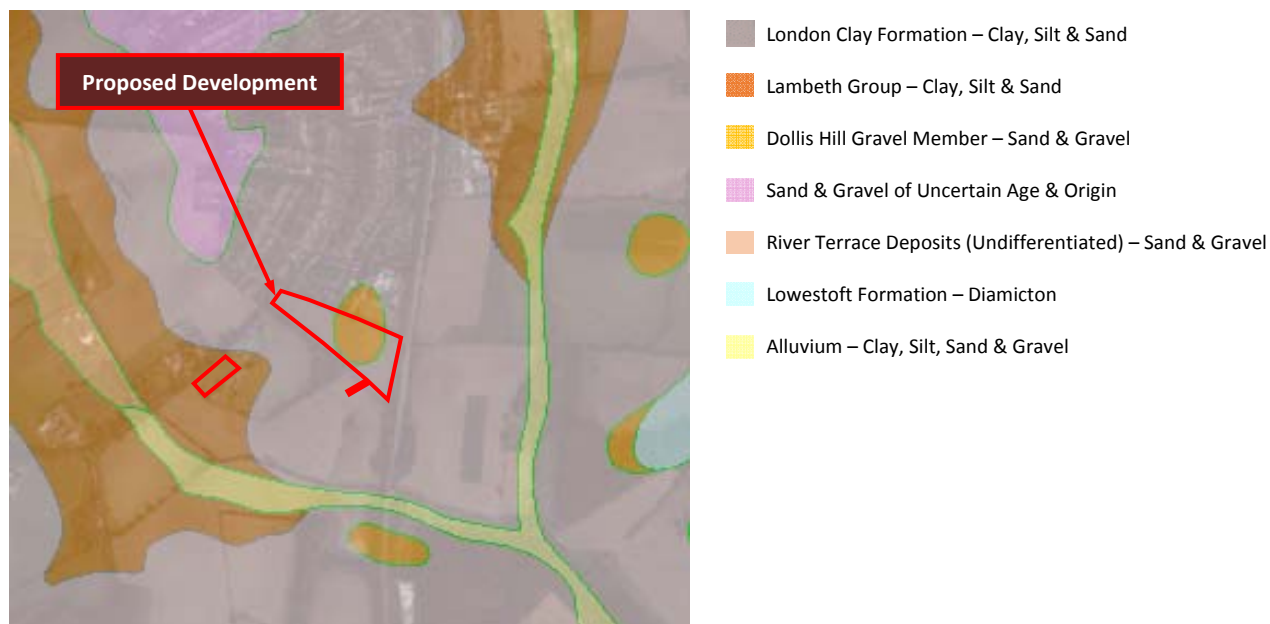 Proposed Development
London Clay Formation – Clay, Silt & Sand
Lambeth Group – Clay, Silt & Sand
Dollis Hill Gravel Member – Sand & Gravel
Sand & Gravel of Uncertain Age & Origin
River Terrace Deposits (Undifferentiated) – Sand & Gravel
Lowestoft Formation – Diamicton
Alluvium – Clay, Silt, Sand & Gravel